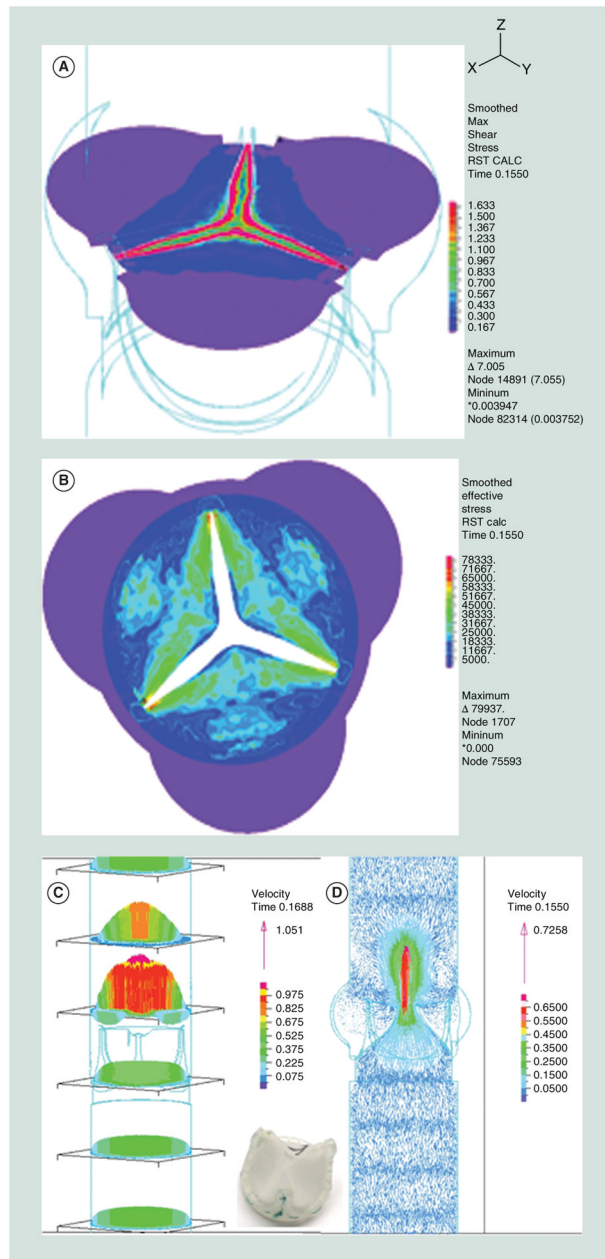 A
Z
X
Y
Smoothed
Max
Shear
Stress
RST CALC
Time 0.1550
1.633
1.500
1.367
1.233
1.100
0.967
0.833
0.700
0.567
0.433
0.300
0.167
Maximum
Δ 7.005
Node 14891 (7.055)
Mininum
*0.003947
Node 82314 (0.003752)
B
Smoothed
effective
stress
RST calc
Time 0.1550
78333.
71667.
65000.
58333.
51667.
45000.
38333.
31667.
25000.
18333.
11667.
5000.
Maximum
Δ 79937.
Node 1707
Mininum
*0.000
Node 75593
C
Velocity
Time 0.1688
1.051
0.975
0.825
0.675
0.525
0.375
0.225
0.075
D
Velocity
Time 0.1550
0.7258
0.6500
0.5500
0.4500
0.3500
0.2500
0.1500
0.0500